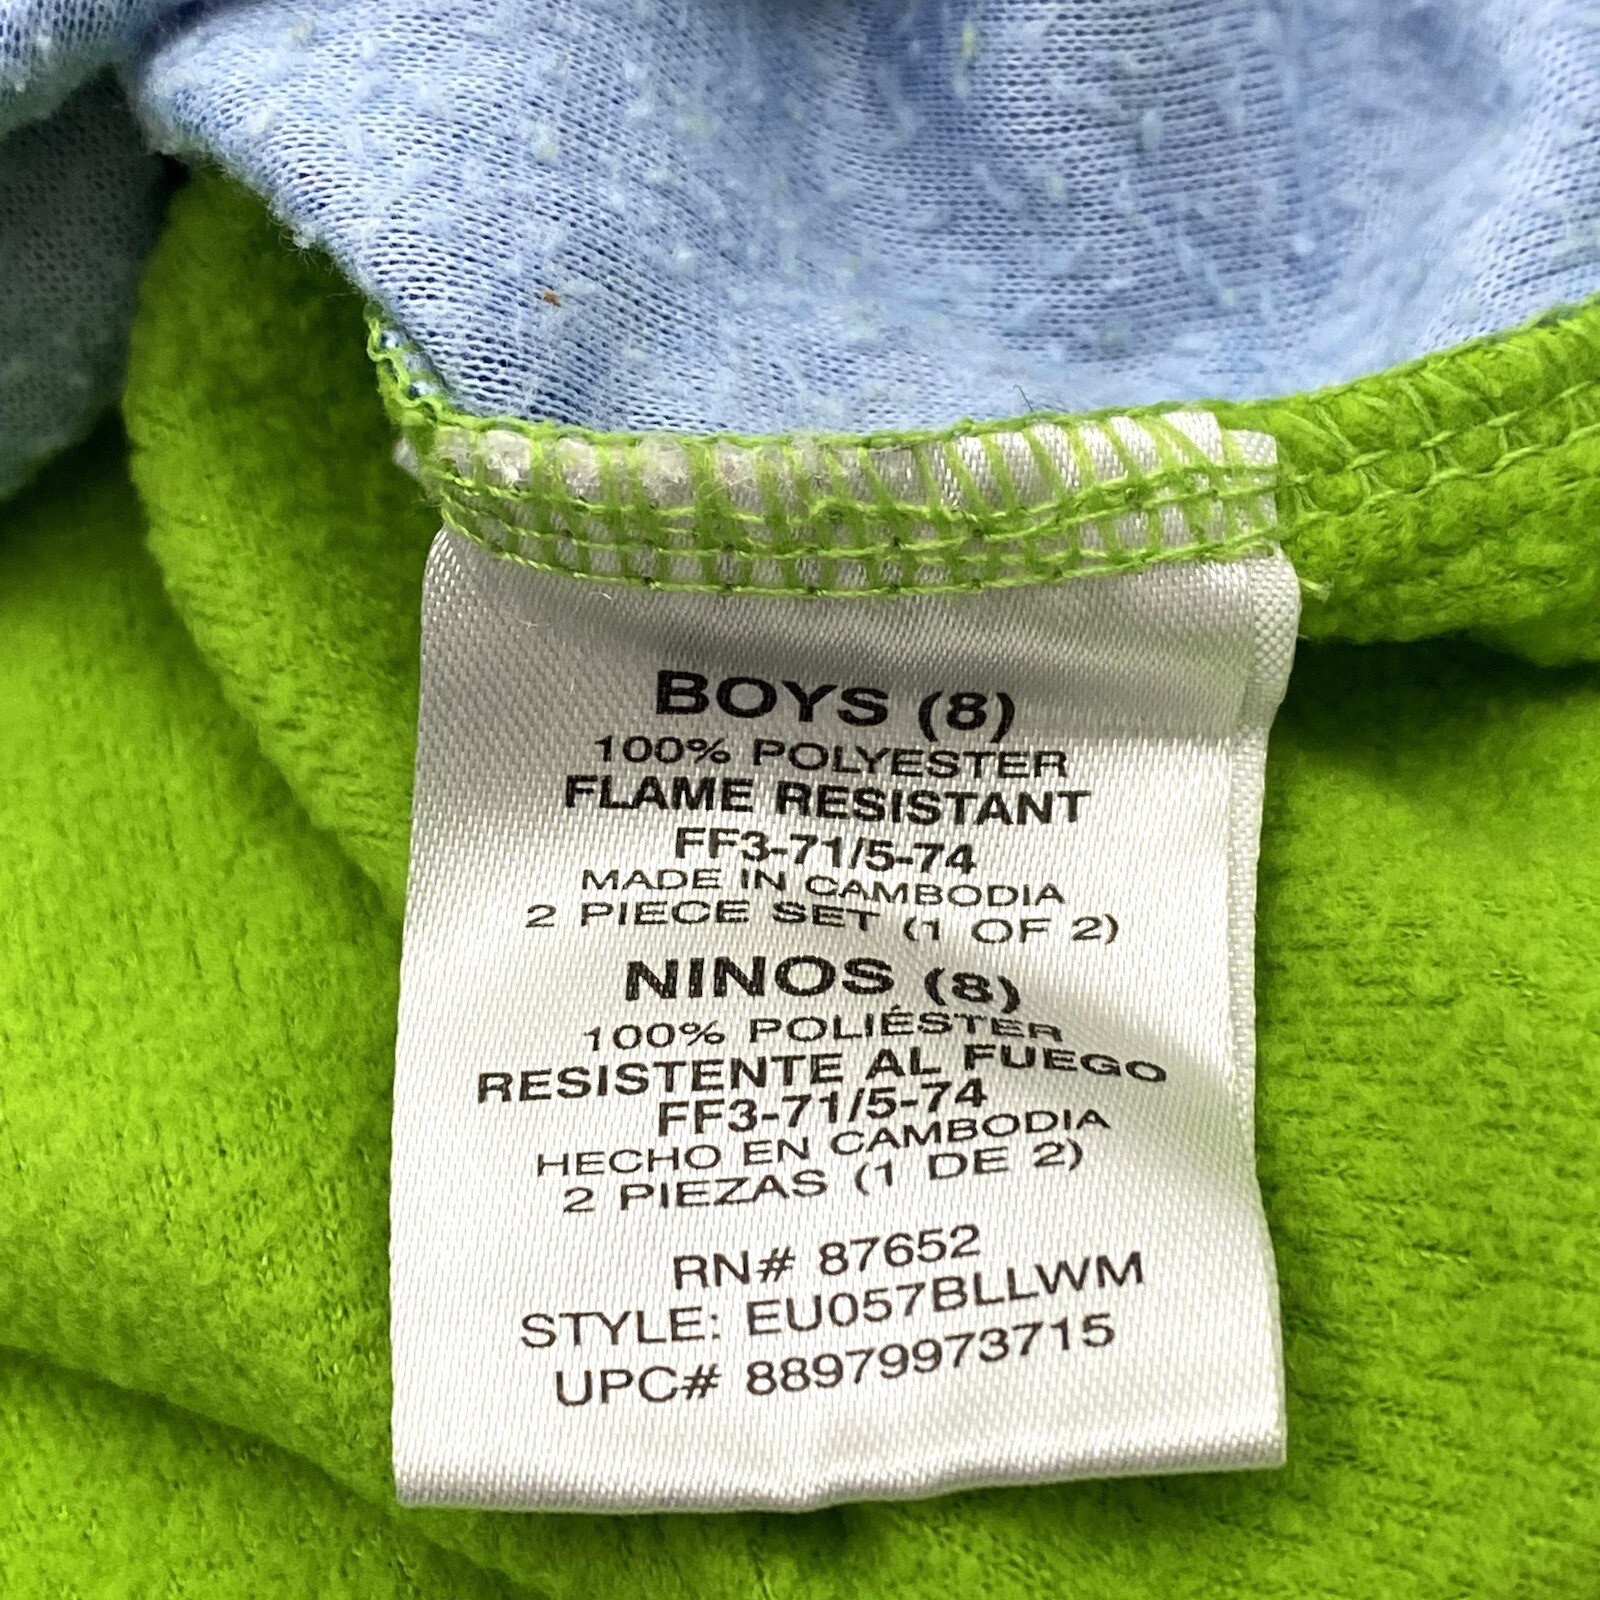 BOYS (8)
100% POLYESTER
FLAME RESISTANT
FF3-71/5-74
MADE IN CAMBODIA
2 PIECE SET (1 OF 2)
NINOS (8)
100% POLIÉSTER
RESISTENTE AL FUEGO
FF3-71/5-74
HECHO EN CAMBODIA
2 PIEZAS (1 DE 2)
RN# 87652
STYLE: EU057BLLWM
UPC# 88979973715